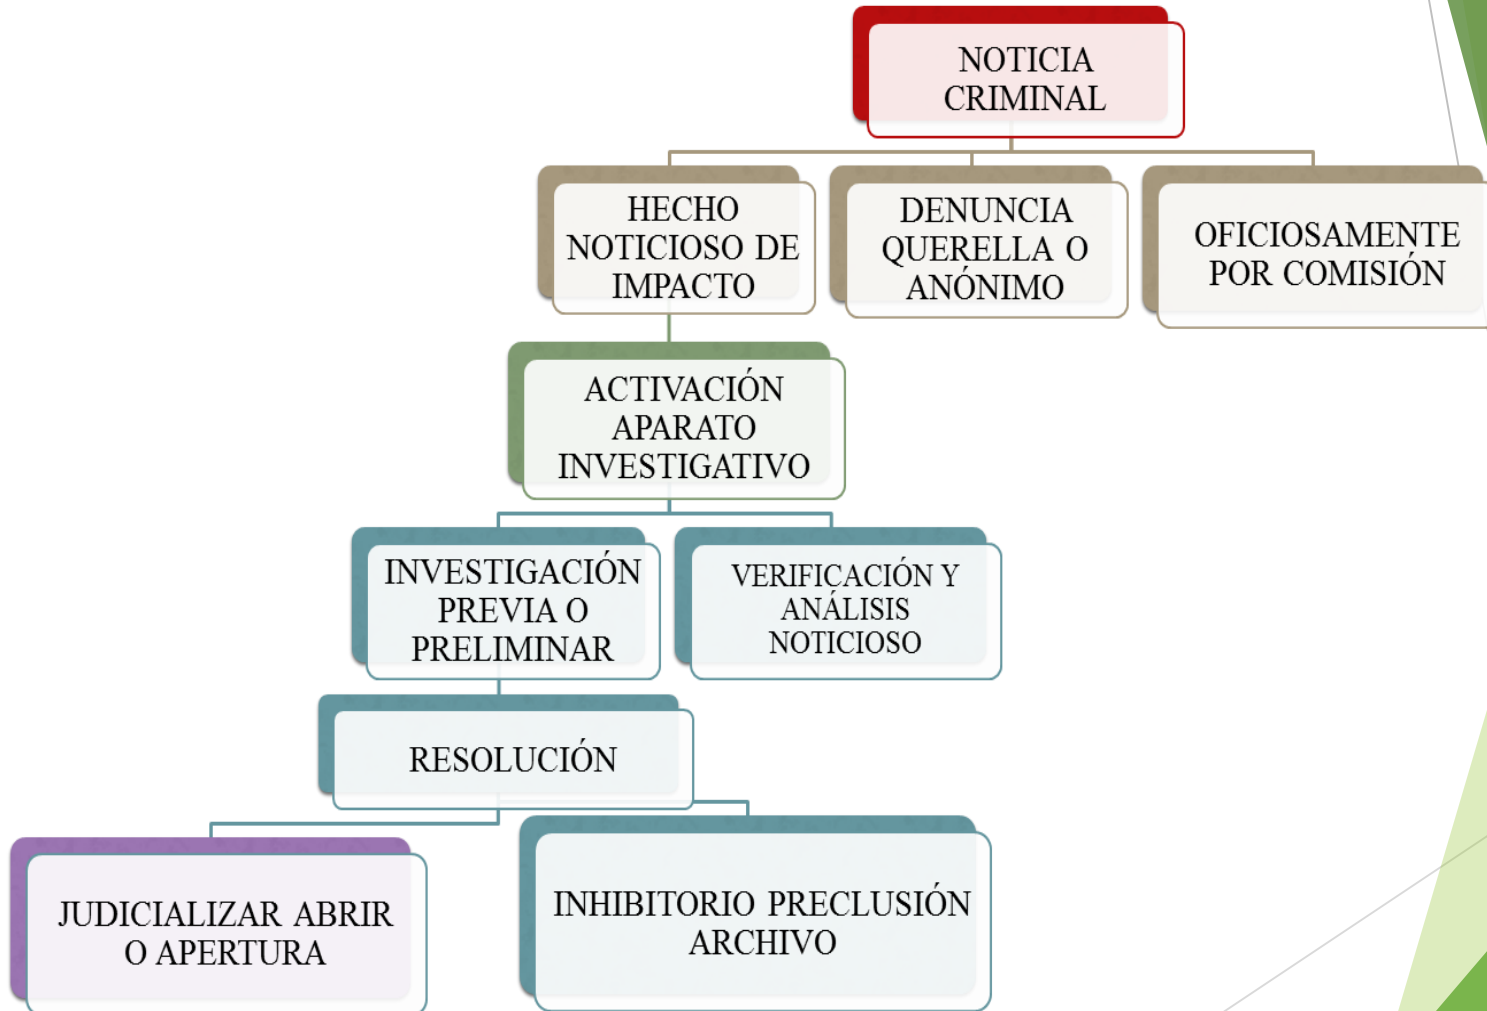 NOTICIA
CRIMINAL
HECHO
NOTICIOSO DE
IMPACTO
DENUNCIA
QUERELLA O
ANÓNIMO
OFICIOSAMENTE
POR COMISIÓN
ACTIVACIÓN
APARATO
INVESTIGATIVO
INVESTIGACIÓN
PREVIA O
PRELIMINAR
VERIFICACIÓN Y
ANÁLISIS
NOTICIOSO
RESOLUCIÓN
JUDICIALIZAR ABRIR
O APERTURA
INHIBITORIO PRECLUSIÓN
ARCHIVO